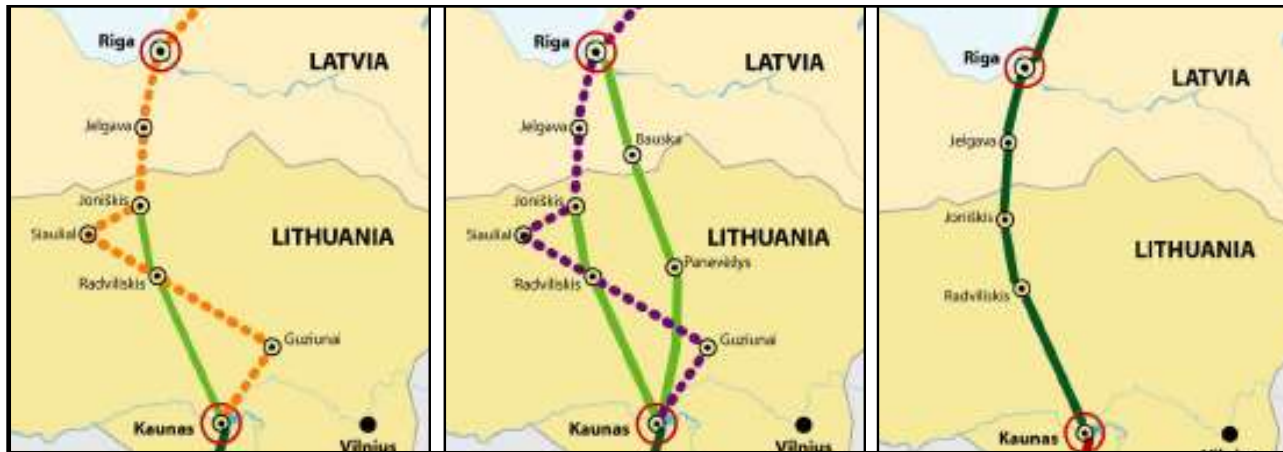 Riga
LATVIA
Jelgava
Joniškis
Siauliai
LITHUANIA
Radviliskis
Guziunai
Kaunas
Vilnius
Riga
LATVIA
Jelgava
Bauska
Joniškis
Siauliai
LITHUANIA
Panevėdys
Radviliskis
Guziunai
Kaunas
Vilnius
Riga
LATVIA
Jelgava
Joniškis
LITHUANIA
Radviliskis
Kaunas